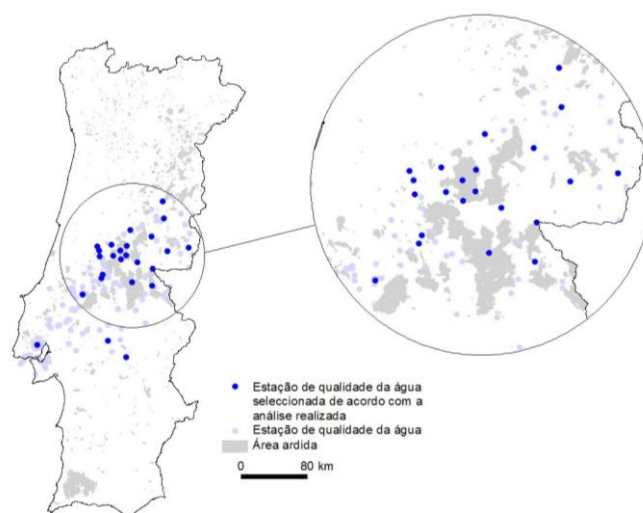 Estação de qualidade da água
seleccionada de acordo com a
análise realizada
Estação de qualidade da água
Área ardida
0 80 km